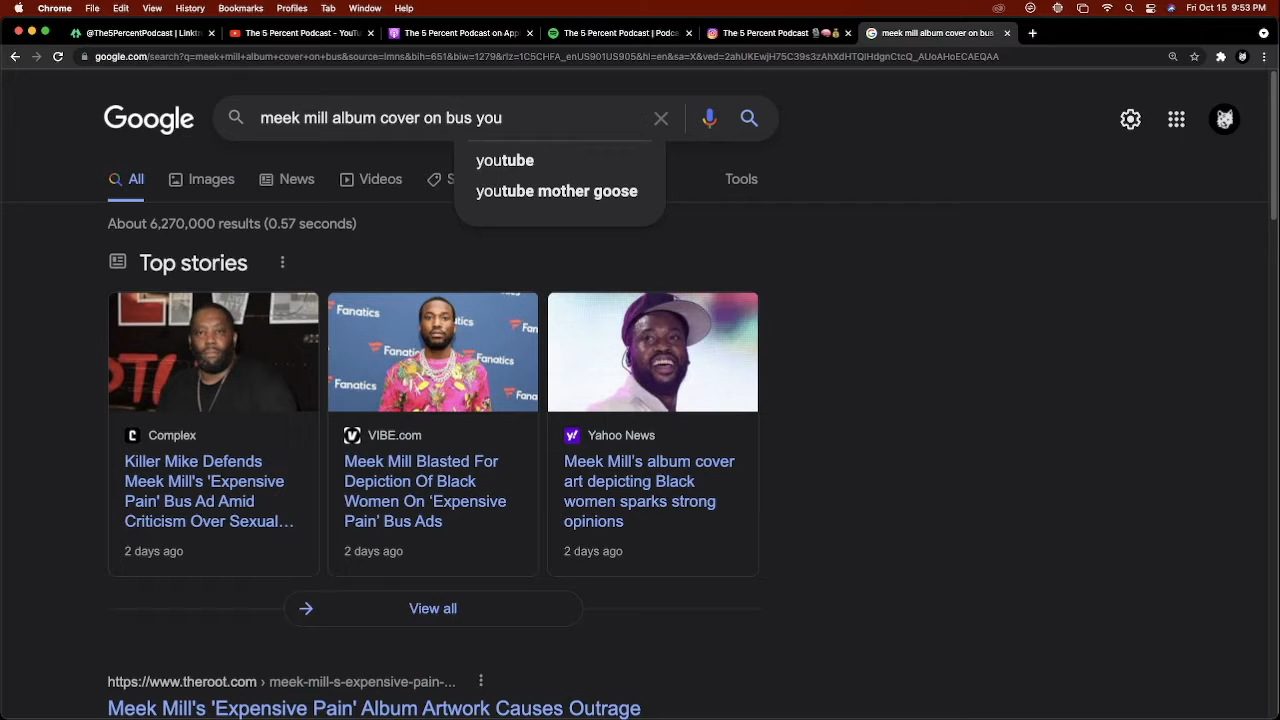 Chrome File Edit View History Bookmarks Profiles Tab Window Help Fri Oct 15 9:53 PM
@The5PercentPodcast | Linktr The 5 Percent Podcast - YouTu The 5 Percent Podcast on App The 5 Percent Podcast | Podca The 5 Percent Podcast meek mill album cover on bus
google.com/search?q=meek+mill+album+cover+on+bus&source=lmns&bih=651&biw=1279&rlz=1C5CHFA_enUS901US905&hl=en&sa=X&ved=2ahUKEwjH75C39s3zAhXdHTQIHdgnCtcQ_AUoAHoECAEQAA
Google
meek mill album cover on bus you
youtube
youtube mother goose
All Images News Videos S Tools
About 6,270,000 results (0.57 seconds)
Top stories
Fanatics
Fanatics
Fanatics
Complex
Killer Mike Defends
Meek Mill's 'Expensive
Pain' Bus Ad Amid
Criticism Over Sexual...
2 days ago
VIBE.com
Meek Mill Blasted For
Depiction Of Black
Women On ‘Expensive
Pain’ Bus Ads
2 days ago
Yahoo News
Meek Mill’s album cover
art depicting Black
women sparks strong
opinions
2 days ago
View all
https://www.theroot.com › meek-mill-s-expensive-pain-...
Meek Mill's 'Expensive Pain' Album Artwork Causes Outrage